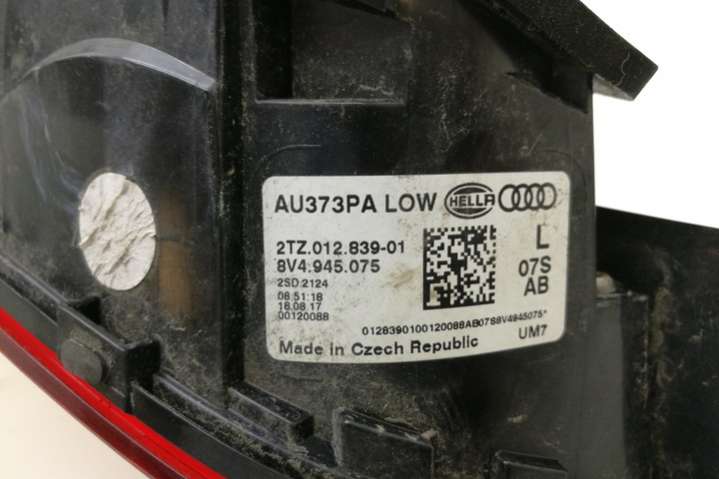 AU373PA LOW HELLA
2TZ.012.839-01
8V4.945.075
2SD.2124
08:51:18
18.08.17
00120088
L
07S
AB
0128390100120088AB07S8V4945075*
Made in Czech Republic
UM7